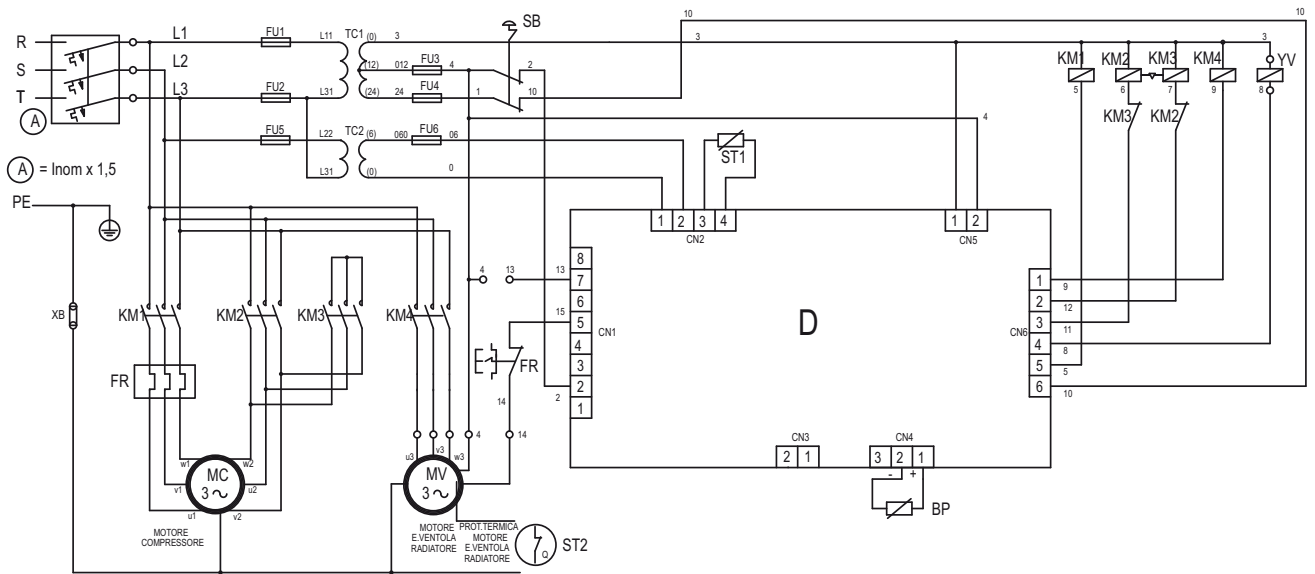 10
10
R
L1
FU1
L11
TC1
(0)
3
SB
3
3
S
L2
(12)
012
FU3
4
2
KM1
KM2
KM3
KM4
YV
T
L3
FU2
L31
(24)
24
FU4
1
10
5
6
7
9
8
A
FU5
L22
TC2
(6)
060
FU6
06
4
KM3
KM2
ST1
A = Inom x 1,5
L31
(0)
0
PE
1 2 3 4
CN2
1 2
CN5
8
7
6
5
4
3
2
1
CN1
4
13
13
15
2
D
1
2
3
4
5
6
CN6
9
12
11
8
5
10
XB
KM1
KM2
KM3
KM4
FR
FR
14
4
14
CN3
2 1
CN4
3 2 1
- +
BP
w1
w2
MC
3 ~
v1
u2
u1
v2
MOTORE
COMPRESSORE
u3
v3
w3
MV
3 ~
MOTORE
E.VENTOLA
RADIATORE
PROT.TERMICA
MOTORE
E.VENTOLA
RADIATORE
Q
ST2